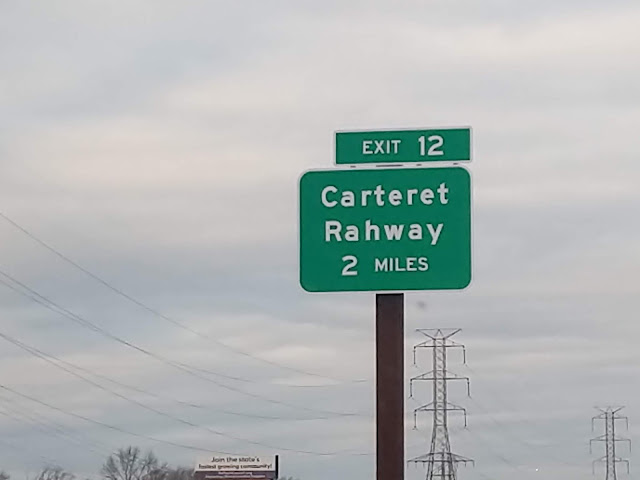 EXIT 12
Carteret
Rahway
2 MILES
Join the state's
fastest growing community!